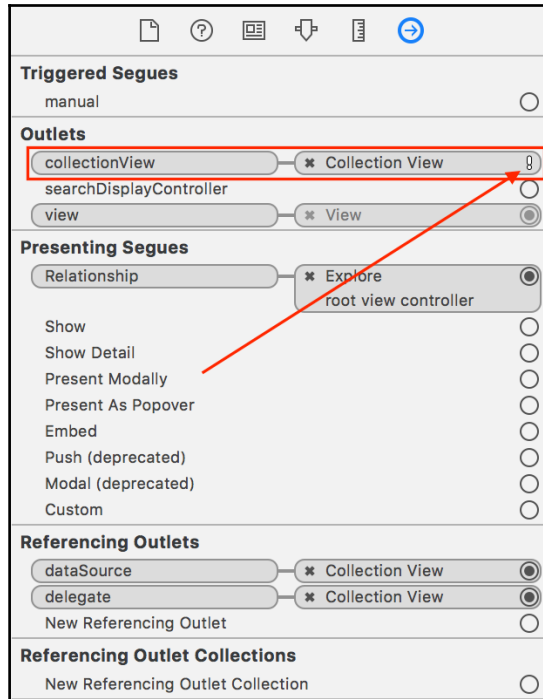 Triggered Segues
manual
Outlets
collectionView Collection View
searchDisplayController
view View
Presenting Segues
Relationship Explore
root view controller
Show
Show Detail
Present Modally
Present As Popover
Embed
Push (deprecated)
Modal (deprecated)
Custom
Referencing Outlets
dataSource Collection View
delegate Collection View
New Referencing Outlet
Referencing Outlet Collections
New Referencing Outlet Collection